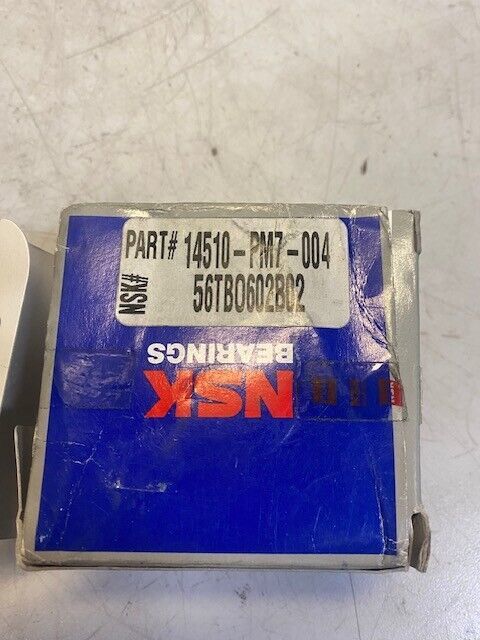 PART# 14510-PM7-004
NSK# 56TB0602B02
NSK
BEARINGS